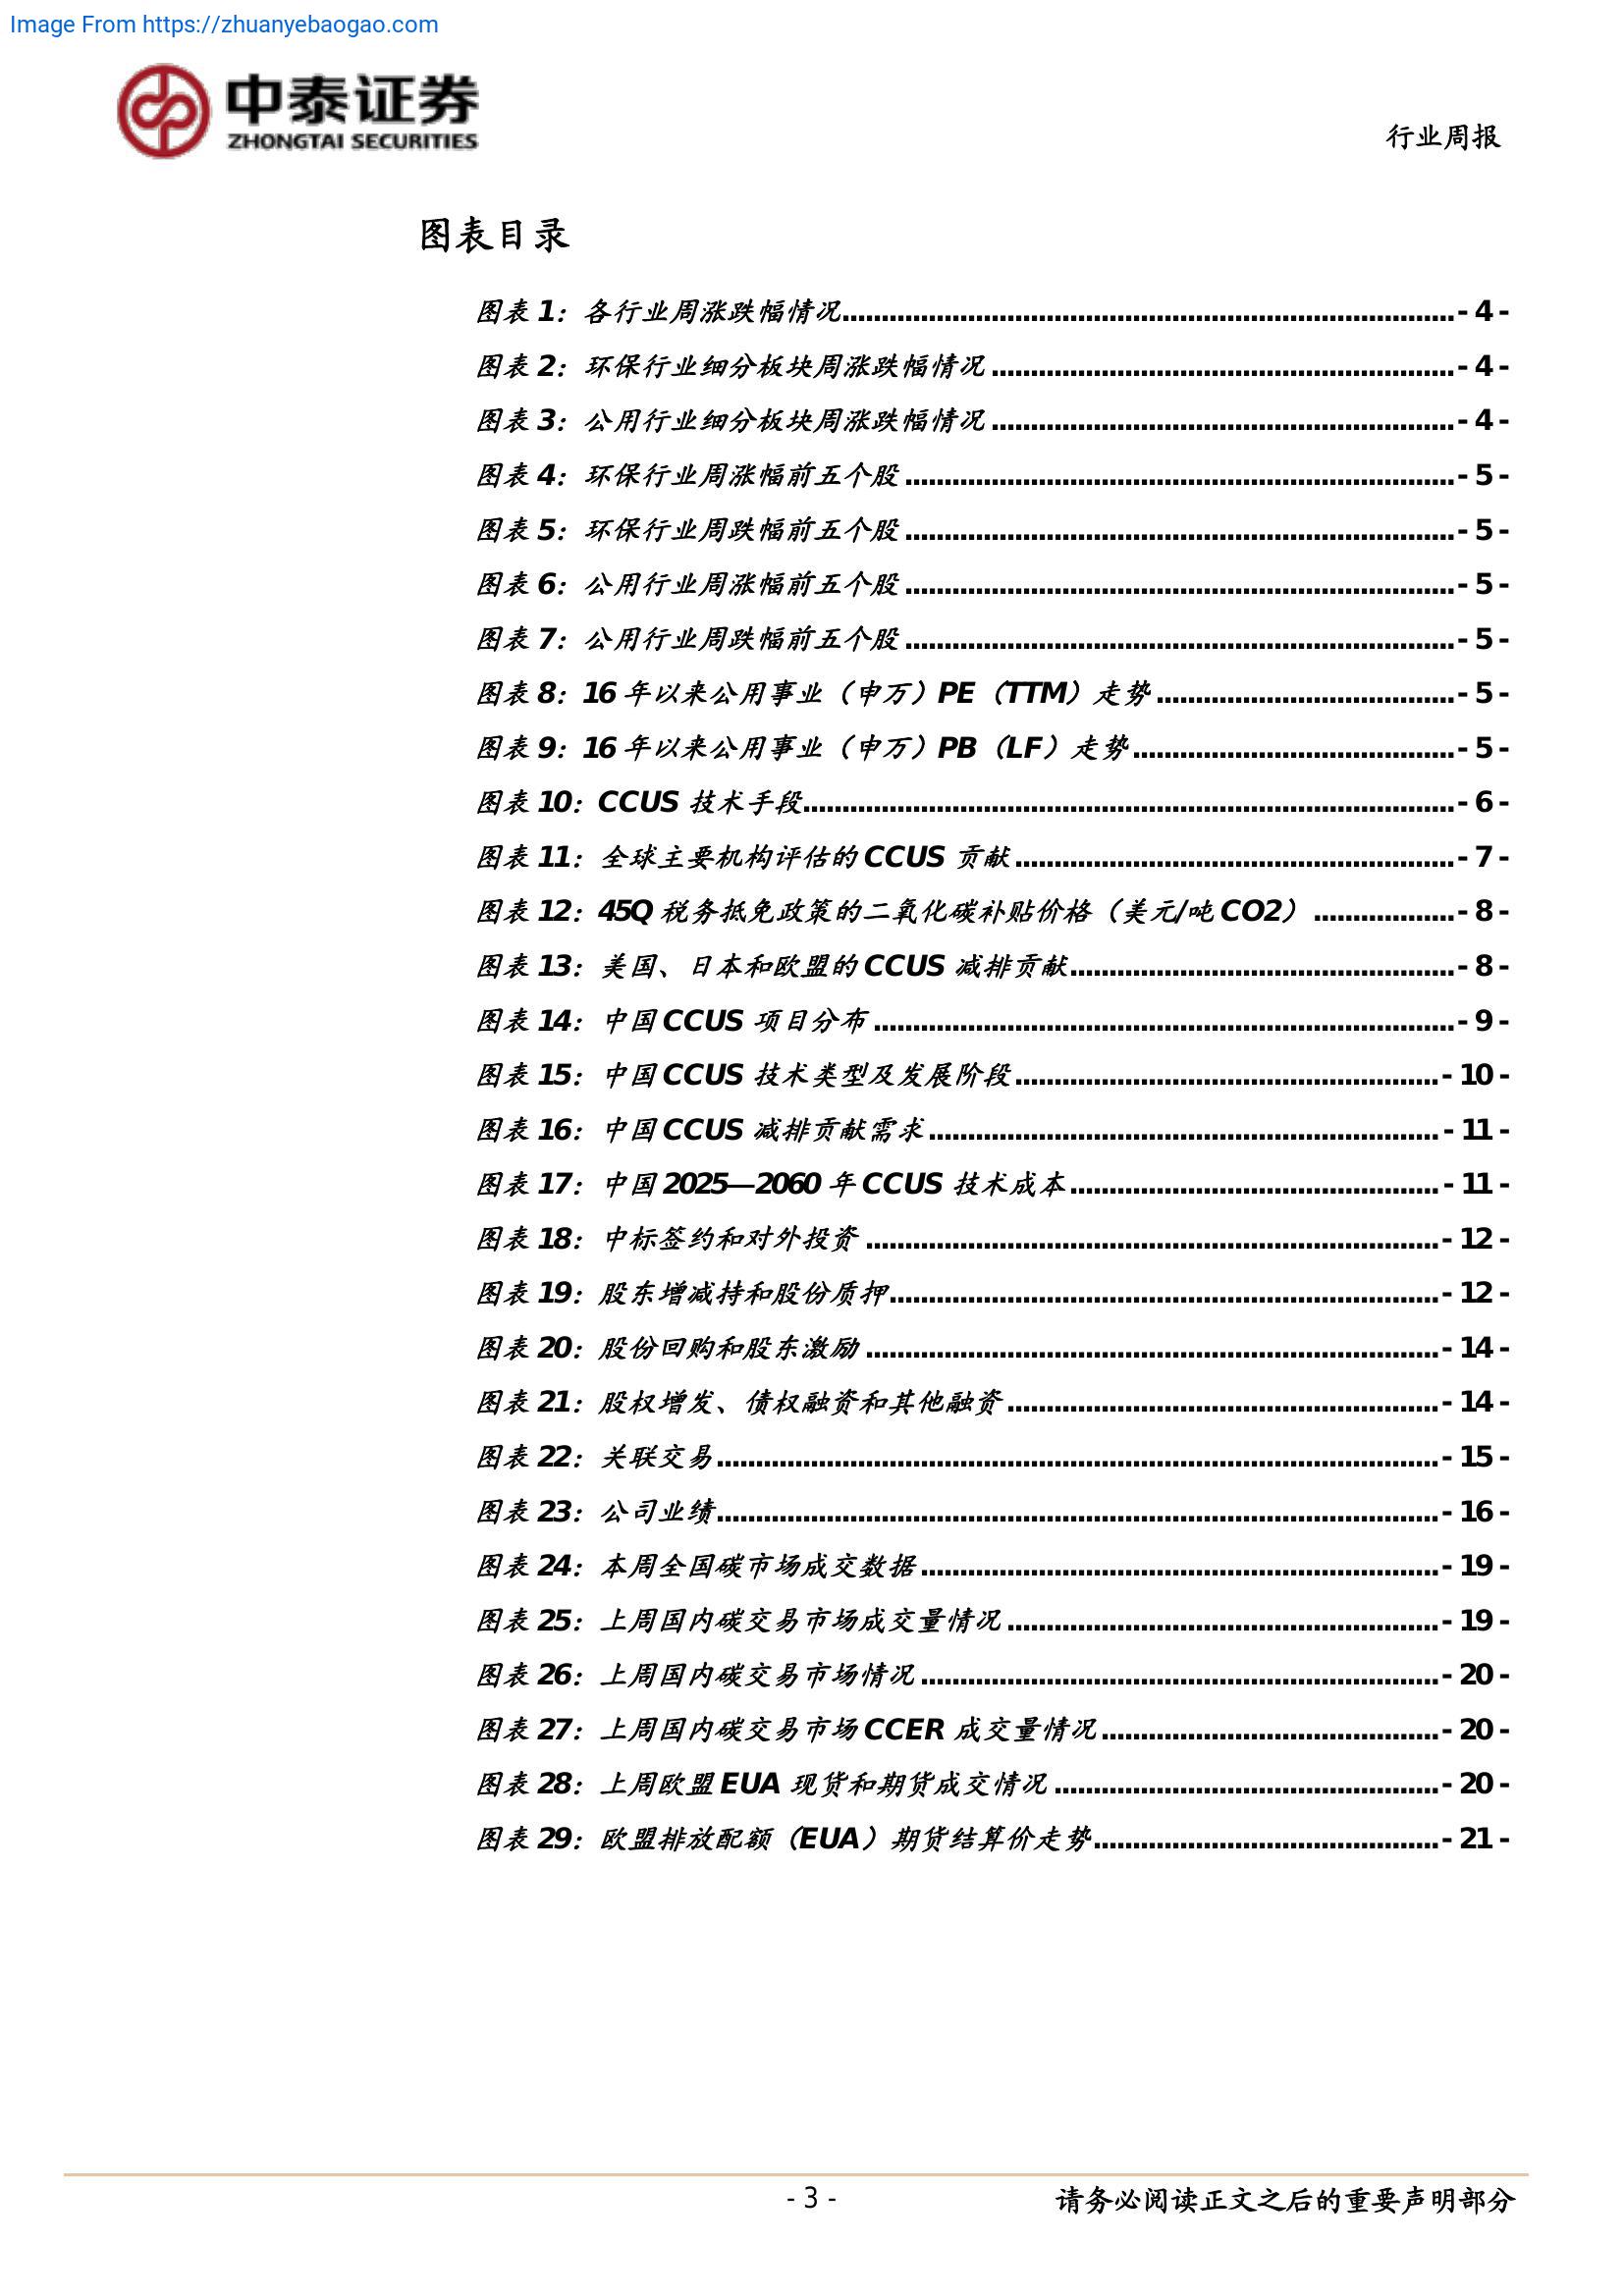 Image From https://zhuanyebaogao.com
中泰证券
ZHONGTAI SECURITIES
行业周报
图表目录
图表 1：各行业周涨跌幅情况 - 4 -
图表 2：环保行业细分板块周涨跌幅情况 - 4 -
图表 3：公用行业细分板块周涨跌幅情况 - 4 -
图表 4：环保行业周涨幅前五个股 - 5 -
图表 5：环保行业周跌幅前五个股 - 5 -
图表 6：公用行业周涨幅前五个股 - 5 -
图表 7：公用行业周跌幅前五个股 - 5 -
图表 8：16 年以来公用事业（申万）PE（TTM）走势 - 5 -
图表 9：16 年以来公用事业（申万）PB（LF）走势 - 5 -
图表 10：CCUS 技术手段 - 6 -
图表 11：全球主要机构评估的 CCUS 贡献 - 7 -
图表 12：45Q 税务抵免政策的二氧化碳补贴价格（美元/吨 CO2） - 8 -
图表 13：美国、日本和欧盟的 CCUS 减排贡献 - 8 -
图表 14：中国 CCUS 项目分布 - 9 -
图表 15：中国 CCUS 技术类型及发展阶段 - 10 -
图表 16：中国 CCUS 减排贡献需求 - 11 -
图表 17：中国 2025—2060 年 CCUS 技术成本 - 11 -
图表 18：中标签约和对外投资 - 12 -
图表 19：股东增减持和股份质押 - 12 -
图表 20：股份回购和股东激励 - 14 -
图表 21：股权增发、债权融资和其他融资 - 14 -
图表 22：关联交易 - 15 -
图表 23：公司业绩 - 16 -
图表 24：本周全国碳市场成交数据 - 19 -
图表 25：上周国内碳交易市场成交量情况 - 19 -
图表 26：上周国内碳交易市场情况 - 20 -
图表 27：上周国内碳交易市场 CCER 成交量情况 - 20 -
图表 28：上周欧盟 EUA 现货和期货成交情况 - 20 -
图表 29：欧盟排放配额（EUA）期货结算价走势 - 21 -
- 3 -
请务必阅读正文之后的重要声明部分